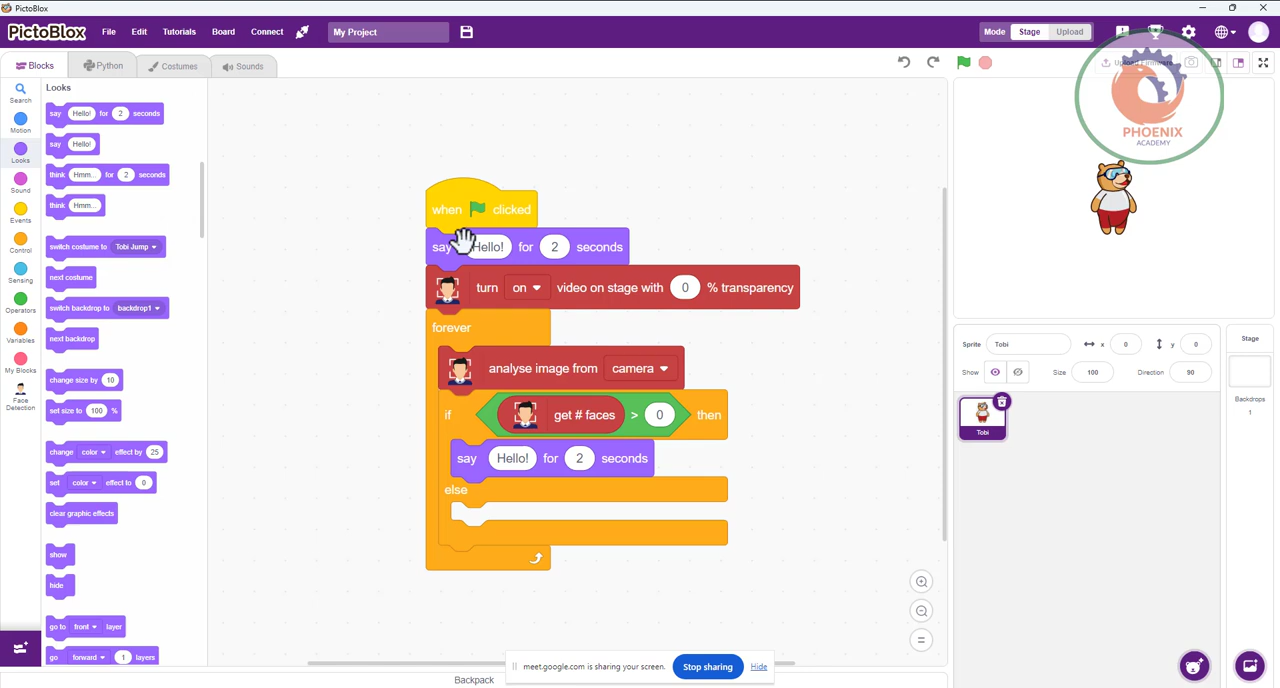 PictoBlox
PictoBlox File Edit Tutorials Board Connect My Project Mode Stage Upload
Blocks Python Costumes Sounds Upload Firmware
PHOENIX
ACADEMY
Search
Motion
Looks
Sound
Events
Control
Sensing
Operators
Variables
My Blocks
Face
Detection
Looks
say Hello! for 2 seconds
say Hello!
think Hmm... for 2 seconds
think Hmm...
switch costume to Tobi Jump
next costume
switch backdrop to backdrop1
next backdrop
change size by 10
set size to 100 %
change color effect by 25
set color effect to 0
clear graphic effects
show
hide
go to front layer
go forward 1 layers
when clicked
say Hello! for 2 seconds
turn on video on stage with 0 % transparency
forever
analyse image from camera
if get # faces > 0 then
say Hello! for 2 seconds
else
Sprite Tobi x 0 y 0
Show Size 100 Direction 90
Tobi
Stage
Backdrops
1
meet.google.com is sharing your screen. Stop sharing Hide
Backpack